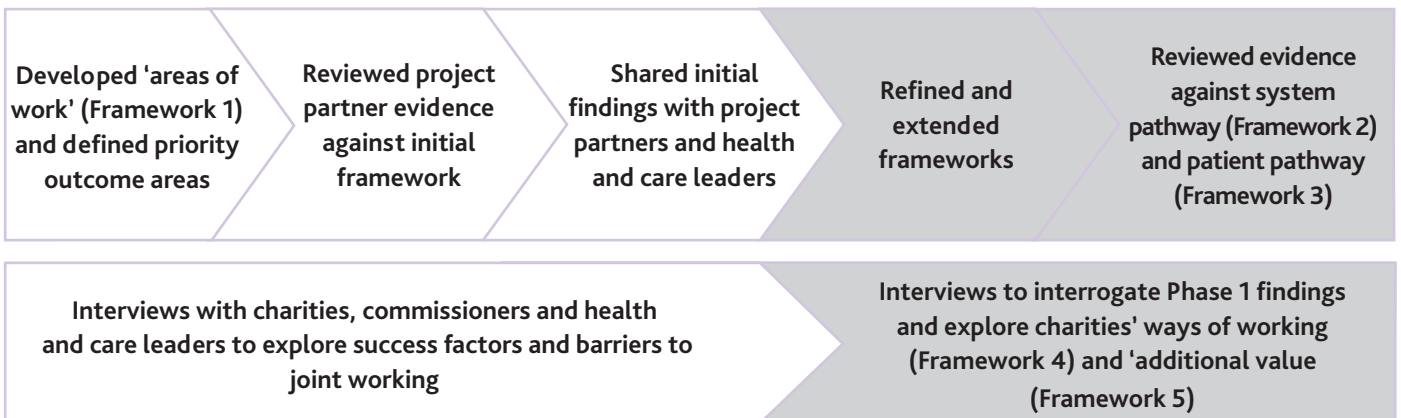 Developed ‘areas of
work’ (Framework 1)
and defined priority
outcome areas
Reviewed project
partner evidence
against initial
framework
Shared initial
findings with project
partners and health
and care leaders
Refined and
extended
frameworks
Reviewed evidence
against system
pathway (Framework 2)
and patient pathway
(Framework 3)
Interviews with charities, commissioners and health
and care leaders to explore success factors and barriers to
joint working
Interviews to interrogate Phase 1 findings
and explore charities’ ways of working
(Framework 4) and ‘additional value
(Framework 5)